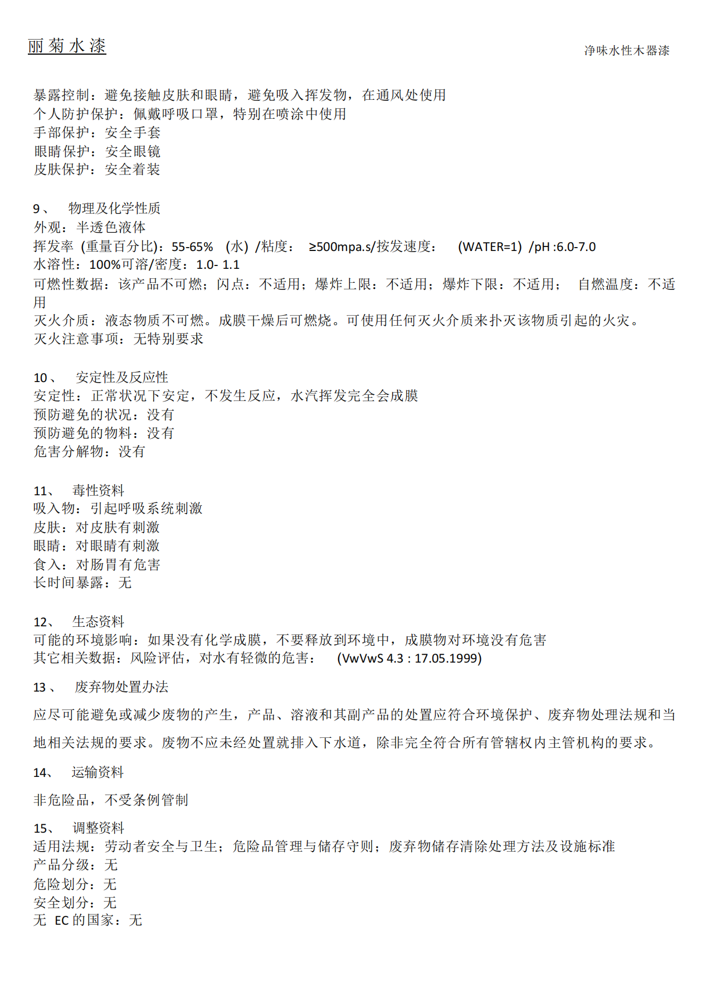 丽菊水漆
净味水性木器漆
暴露控制：避免接触皮肤和眼睛，避免吸入挥发物，在通风处使用
个人防护保护：佩戴呼吸口罩，特别在喷涂中使用
手部保护：安全手套
眼睛保护：安全眼镜
皮肤保护：安全着装
9 、 物理及化学性质
外观：半透色液体
挥发率 (重量百分比)：55-65% (水) /粘度： ≥500mpa.s/按发速度： (WATER=1) /pH :6.0-7.0
水溶性：100%可溶/密度：1.0- 1.1
可燃性数据：该产品不可燃；闪点：不适用；爆炸上限：不适用；爆炸下限：不适用； 自燃温度：不适
用
灭火介质：液态物质不可燃。成膜干燥后可燃烧。可使用任何灭火介质来扑灭该物质引起的火灾。
灭火注意事项：无特别要求
10 、 安定性及反应性
安定性：正常状况下安定，不发生反应，水汽挥发完全会成膜
预防避免的状况：没有
预防避免的物料：没有
危害分解物：没有
11、 毒性资料
吸入物：引起呼吸系统刺激
皮肤：对皮肤有刺激
眼睛：对眼睛有刺激
食入：对肠胃有危害
长时间暴露：无
12、 生态资料
可能的环境影响：如果没有化学成膜，不要释放到环境中，成膜物对环境没有危害
其它相关数据：风险评估，对水有轻微的危害： (VwVwS 4.3 : 17.05.1999)
13 、 废弃物处置办法
应尽可能避免或减少废物的产生，产品、溶液和其副产品的处置应符合环境保护、废弃物处理法规和当
地相关法规的要求。废物不应未经处置就排入下水道，除非完全符合所有管辖权内主管机构的要求。
14、 运输资料
非危险品，不受条例管制
15、 调整资料
适用法规：劳动者安全与卫生；危险品管理与储存守则；废弃物储存清除处理方法及设施标准
产品分级：无
危险划分：无
安全划分：无
无 EC 的国家：无